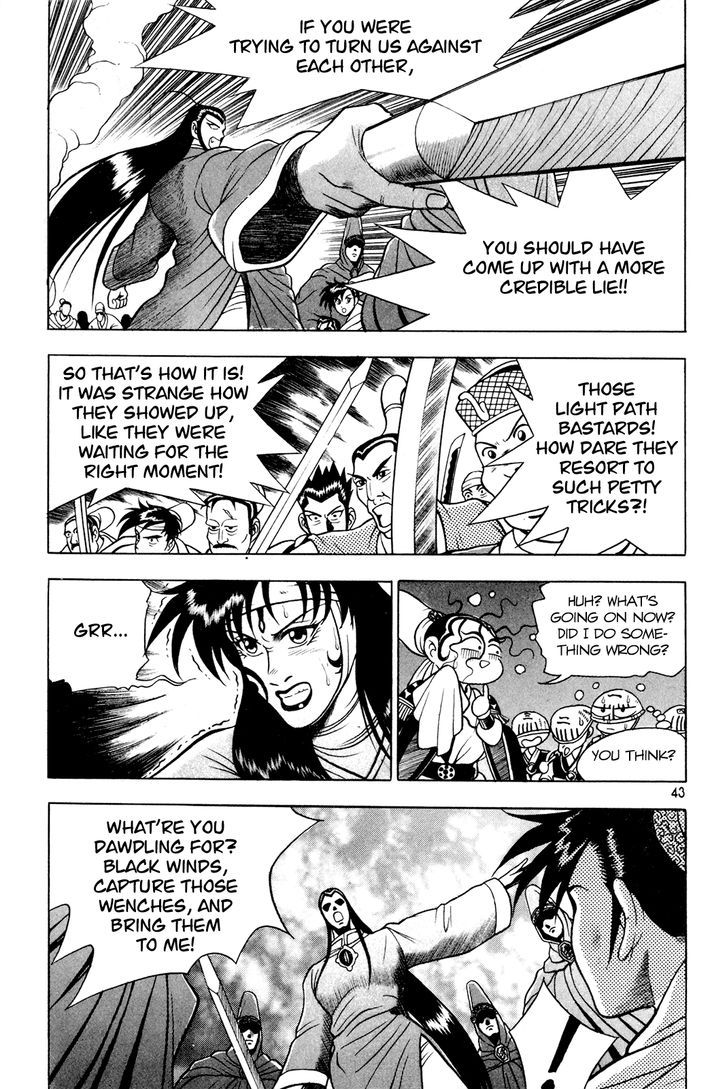 IF YOU WERE
TRYING TO TURN US AGAINST
EACH OTHER,
YOU SHOULD HAVE
COME UP WITH A MORE
CREDIBLE LIE!!
SO THAT'S HOW IT IS!
IT WAS STRANGE HOW
THEY SHOWED UP,
LIKE THEY WERE
WAITING FOR THE
RIGHT MOMENT!
THOSE
LIGHT PATH
BASTARDS!
HOW DARE THEY
RESORT TO
SUCH PETTY
TRICKS?!
GRR...
HUH? WHAT'S
GOING ON NOW?
DID I DO SOME-
THING WRONG?
YOU THINK?
43
WHAT'RE YOU
DAWDLING FOR?
BLACK WINDS,
CAPTURE THOSE
WENCHES, AND
BRING THEM
TO ME!